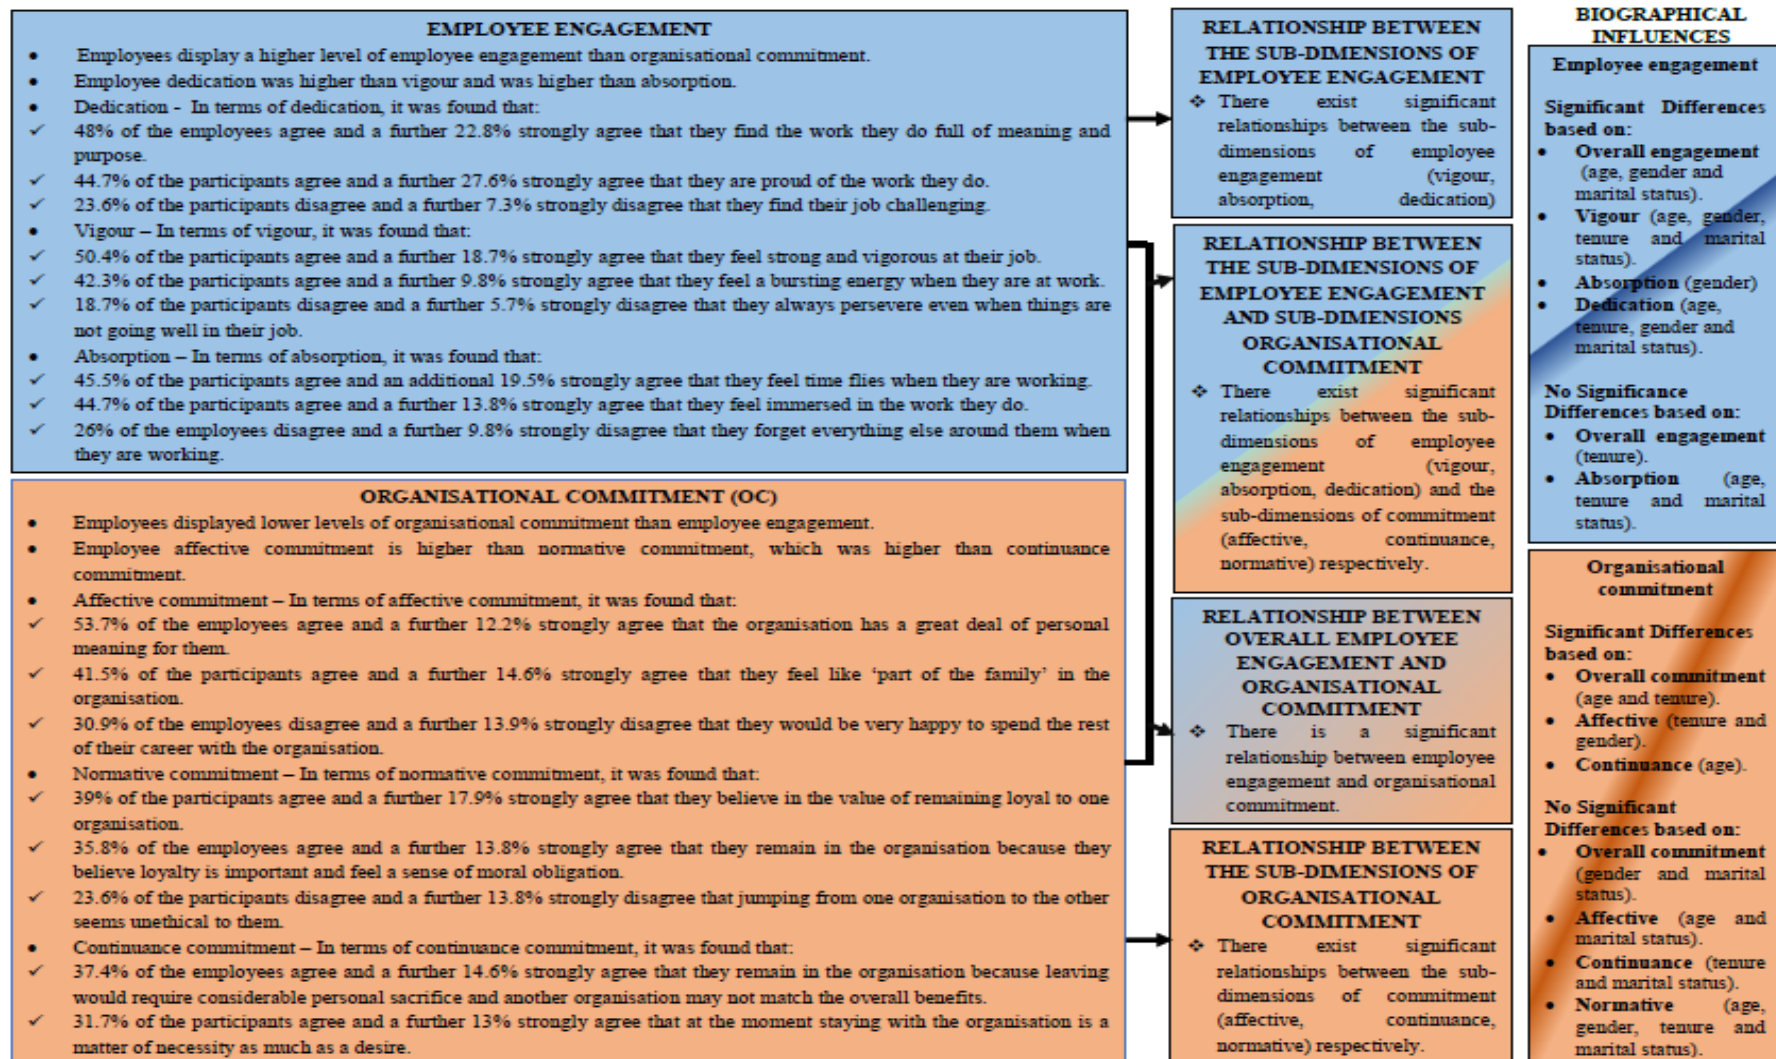 EMPLOYEE ENGAGEMENT
• Employees display a higher level of employee engagement than organisational commitment.
• Employee dedication was higher than vigour and was higher than absorption.
• Dedication - In terms of dedication, it was found that:
✓ 48% of the employees agree and a further 22.8% strongly agree that they find the work they do full of meaning and
purpose.
✓ 44.7% of the participants agree and a further 27.6% strongly agree that they are proud of the work they do.
✓ 23.6% of the participants disagree and a further 7.3% strongly disagree that they find their job challenging.
• Vigour – In terms of vigour, it was found that:
✓ 50.4% of the participants agree and a further 18.7% strongly agree that they feel strong and vigorous at their job.
✓ 42.3% of the participants agree and a further 9.8% strongly agree that they feel a bursting energy when they are at work.
✓ 18.7% of the participants disagree and a further 5.7% strongly disagree that they always persevere even when things are
not going well in their job.
• Absorption – In terms of absorption, it was found that:
✓ 45.5% of the participants agree and an additional 19.5% strongly agree that they feel time flies when they are working.
✓ 44.7% of the participants agree and a further 13.8% strongly agree that they feel immersed in the work they do.
✓ 26% of the employees disagree and a further 9.8% strongly disagree that they forget everything else around them when
they are working.
ORGANISATIONAL COMMITMENT (OC)
• Employees displayed lower levels of organisational commitment than employee engagement.
• Employee affective commitment is higher than normative commitment, which was higher than continuance
commitment.
• Affective commitment – In terms of affective commitment, it was found that:
✓ 53.7% of the employees agree and a further 12.2% strongly agree that the organisation has a great deal of personal
meaning for them.
✓ 41.5% of the participants agree and a further 14.6% strongly agree that they feel like ‘part of the family’ in the
organisation.
✓ 30.9% of the employees disagree and a further 13.9% strongly disagree that they would be very happy to spend the rest
of their career with the organisation.
• Normative commitment – In terms of normative commitment, it was found that:
✓ 39% of the participants agree and a further 17.9% strongly agree that they believe in the value of remaining loyal to one
organisation.
✓ 35.8% of the employees agree and a further 13.8% strongly agree that they remain in the organisation because they
believe loyalty is important and feel a sense of moral obligation.
✓ 23.6% of the participants disagree and a further 13.8% strongly disagree that jumping from one organisation to the other
seems unethical to them.
• Continuance commitment – In terms of continuance commitment, it was found that:
✓ 37.4% of the employees agree and a further 14.6% strongly agree that they remain in the organisation because leaving
would require considerable personal sacrifice and another organisation may not match the overall benefits.
✓ 31.7% of the participants agree and a further 13% strongly agree that at the moment staying with the organisation is a
matter of necessity as much as a desire.
RELATIONSHIP BETWEEN
THE SUB-DIMENSIONS OF
EMPLOYEE ENGAGEMENT
❖ There exist significant
relationships between the sub-
dimensions of employee
engagement (vigour,
absorption, dedication)
RELATIONSHIP BETWEEN
THE SUB-DIMENSIONS OF
EMPLOYEE ENGAGEMENT
AND SUB-DIMENSIONS
ORGANISATIONAL
COMMITMENT
❖ There exist significant
relationships between the sub-
dimensions of employee
engagement (vigour,
absorption, dedication) and the
sub-dimensions of commitment
(affective, continuance,
normative) respectively.
RELATIONSHIP BETWEEN
OVERALL EMPLOYEE
ENGAGEMENT AND
ORGANISATIONAL
COMMITMENT
❖ There is a significant
relationship between employee
engagement and organisational
commitment.
RELATIONSHIP BETWEEN
THE SUB-DIMENSIONS OF
ORGANISATIONAL
COMMITMENT
❖ There exist significant
relationships between the sub-
dimensions of commitment
(affective, continuance,
normative) respectively.
BIOGRAPHICAL
INFLUENCES
Employee engagement
Significant Differences
based on:
• Overall engagement
(age, gender and
marital status).
• Vigour (age, gender,
tenure and marital
status).
• Absorption (gender)
• Dedication (age,
tenure, gender and
marital status).
No Significance
Differences based on:
• Overall engagement
(tenure).
• Absorption (age,
tenure and marital
status).
Organisational
commitment
Significant Differences
based on:
• Overall commitment
(age and tenure).
• Affective (tenure and
gender).
• Continuance (age).
No Significant
Differences based on:
• Overall commitment
(gender and marital
status).
• Affective (age and
marital status).
• Continuance (tenure
and marital status).
• Normative (age,
gender, tenure and
marital status).